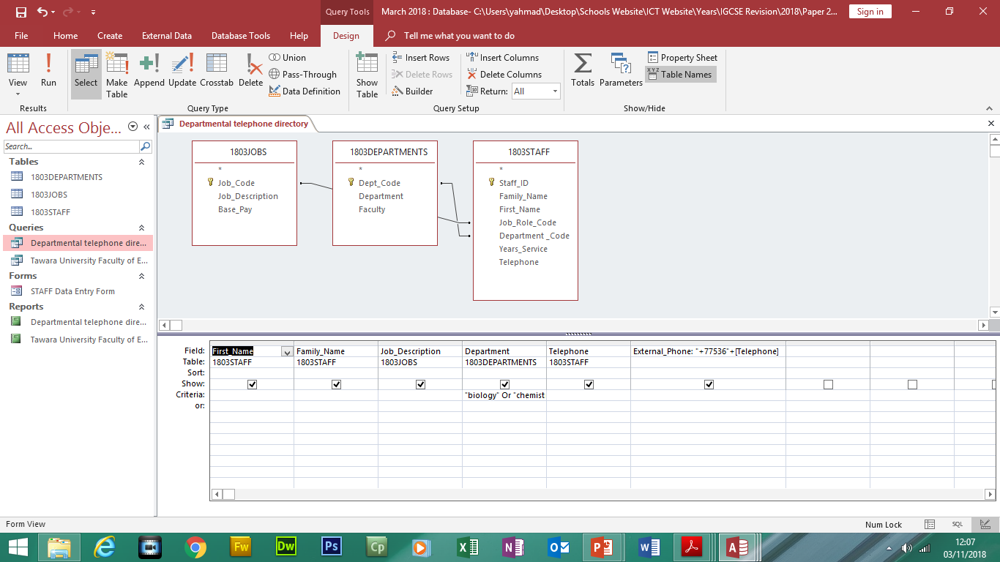 Query Tools
March 2018 : Database- C:\Users\yahmad\Desktop\Schools Website\ICT Website\Years\IGCSE Revision\2018\Paper 2...
Sign in
File Home Create External Data Database Tools Help Design Tell me what you want to do
View
Run
Select
Make Table
Append
Update
Crosstab
Delete
Union
Pass-Through
Data Definition
Show Table
Insert Rows
Delete Rows
Builder
Insert Columns
Delete Columns
Return: All
Totals
Parameters
Property Sheet
XYZ
Table Names
Results
Query Type
Query Setup
Show/Hide
All Access Obje... «
Search...
Tables
1803DEPARTMENTS
1803JOBS
1803STAFF
Queries
Departmental telephone dire...
Tawara University Faculty of E...
Forms
STAFF Data Entry Form
Reports
Departmental telephone dire...
Tawara University Faculty of E...
Departmental telephone directory
1803JOBS
*
Job_Code
Job_Description
Base_Pay
1803DEPARTMENTS
*
Dept_Code
Department
Faculty
1803STAFF
*
Staff_ID
Family_Name
First_Name
Job_Role_Code
Department _Code
Years_Service
Telephone
Field: First_Name Family_Name Job_Description Department Telephone External_Phone: "+77536"+[Telephone]
Table: 1803STAFF 1803STAFF 1803JOBS 1803DEPARTMENTS 1803STAFF
Sort:
Show:
Criteria: "biology" Or "chemist
or:
Form View
Num Lock
SQL
Fw
Dw
Ps
Cp
12:07
03/11/2018